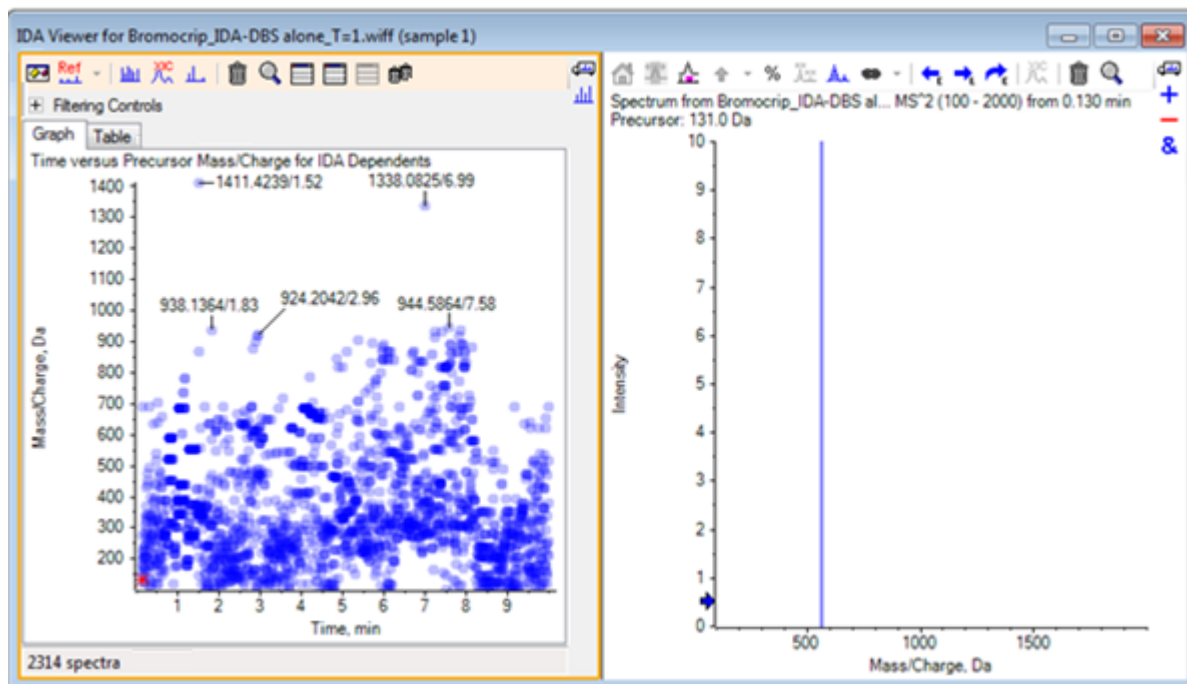 IDA Viewer for Bromocrip_IDA-DBS alone_T=1.wiff (sample 1)
Ref
XIC
Filtering Controls
Graph
Table
Time versus Precursor Mass/Charge for IDA Dependents
1400
1300
1200
1100
1000
900
800
700
600
500
400
300
200
1411.4239/1.52
1338.0825/6.99
938.1364/1.83
924.2042/2.96
944.5864/7.58
Mass/Charge, Da
1 2 3 4 5 6 7 8 9
Time, min
2314 spectra
%
XIC
Spectrum from Bromocrip_IDA-DBS al... MS^2 (100 - 2000) from 0.130 min
Precursor: 131.0 Da
&
10
9
8
7
6
5
4
3
2
1
0
Intensity
500 1000 1500
Mass/Charge, Da